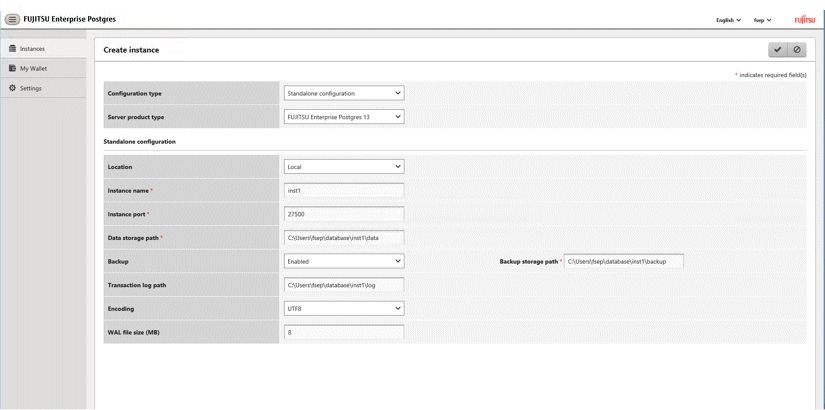 FUJITSU Enterprise Postgres
English
fsep
FUJITSU
Instances
My Wallet
Settings
Create instance
* indicates required field(s)
Configuration type
Standalone configuration
Server product type
FUJITSU Enterprise Postgres 13
Standalone configuration
Location
Local
Instance name *
inst1
Instance port *
27500
Data storage path *
C:\Users\fsep\database\inst1\data
Backup
Enabled
Backup storage path *
C:\Users\fsep\database\inst1\backup
Transaction log path
C:\Users\fsep\database\inst1\log
Encoding
UTF8
WAL file size (MB)
8